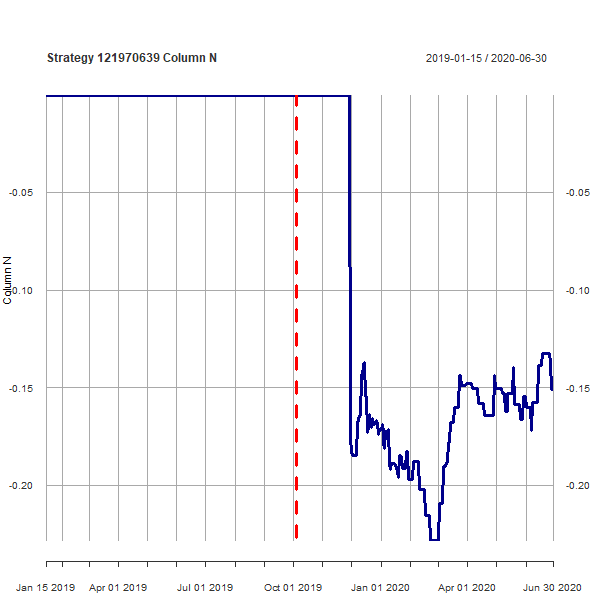 Strategy 121970639 Column N
2019-01-15 / 2020-06-30
Column N
-0.05 -0.05
-0.10 -0.10
-0.15 -0.15
-0.20 -0.20
Jan 15 2019 Apr 01 2019 Jul 01 2019 Oct 01 2019 Jan 01 2020 Apr 01 2020 Jun 30 2020